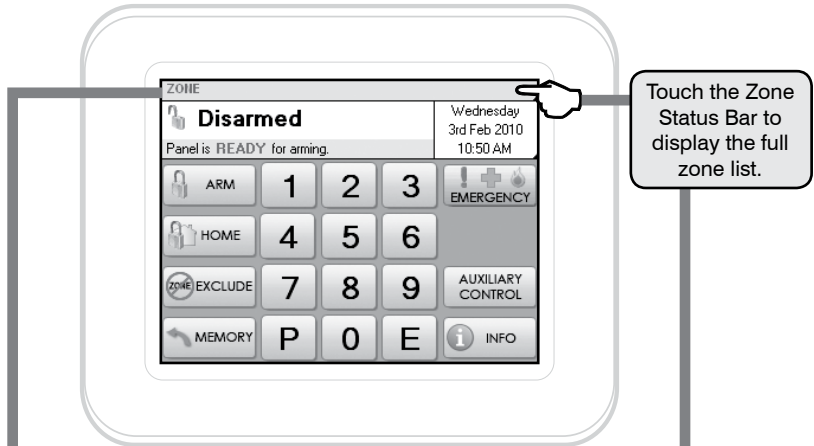 ZONE
Disarmed
Panel is READY for arming.
Wednesday
3rd Feb 2010
10:50 AM
Touch the Zone
Status Bar to
display the full
zone list.
ARM
1
2
3
EMERGENCY
HOME
4
5
6
ZONE
EXCLUDE
7
8
9
AUXILIARY
CONTROL
MEMORY
P
0
E
INFO